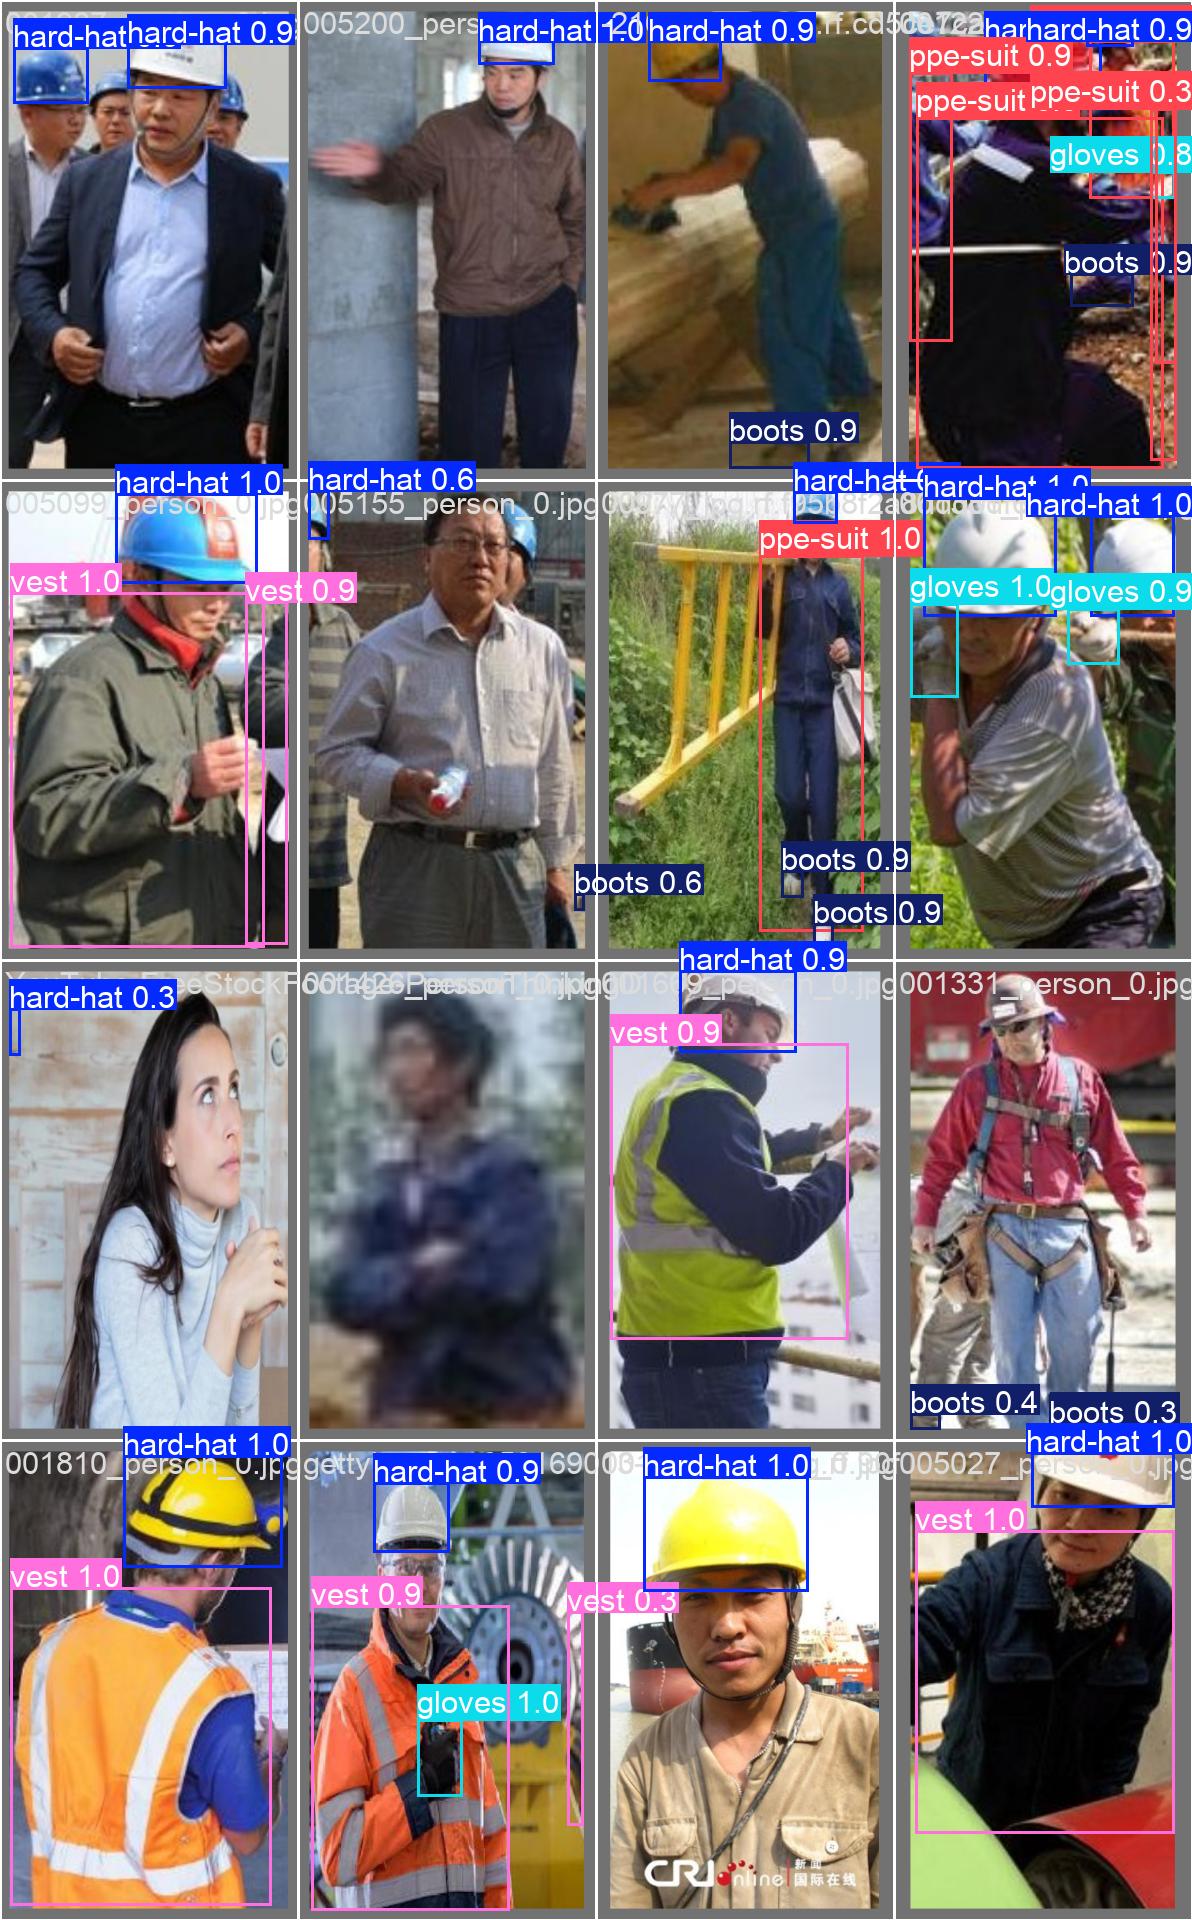 hard-hat
hard-hat 0.9
005200_pers
hard-hat 1.0
hard-hat 0.9
.rf.cd5
hard-hat 0.9
ppe-suit 0.9
ppe-suit
ppe-suit 0.3
gloves 0.8
boots 0.9
boots 0.9
hard-hat 1.0
005099_person_0.jpg
vest 1.0
vest 0.9
hard-hat 0.6
005155_person_0.jpg
hard-hat
ppe-suit 1.0
hard-hat 1.0
hard-hat 1.0
gloves 1.0
gloves 0.9
boots 0.6
boots 0.9
boots 0.9
hard-hat 0.3
hard-hat 0.9
001609_person_0.jpg
vest 0.9
001331_person_0.jpg
boots 0.4
boots 0.3
001810_person_0.jpg
hard-hat 1.0
vest 1.0
getty
hard-hat 0.9
vest 0.9
gloves 1.0
vest 0.3
hard-hat 1.0
CRI online
新闻
国际在线
005027_person_0.jpg
hard-hat 1.0
vest 1.0